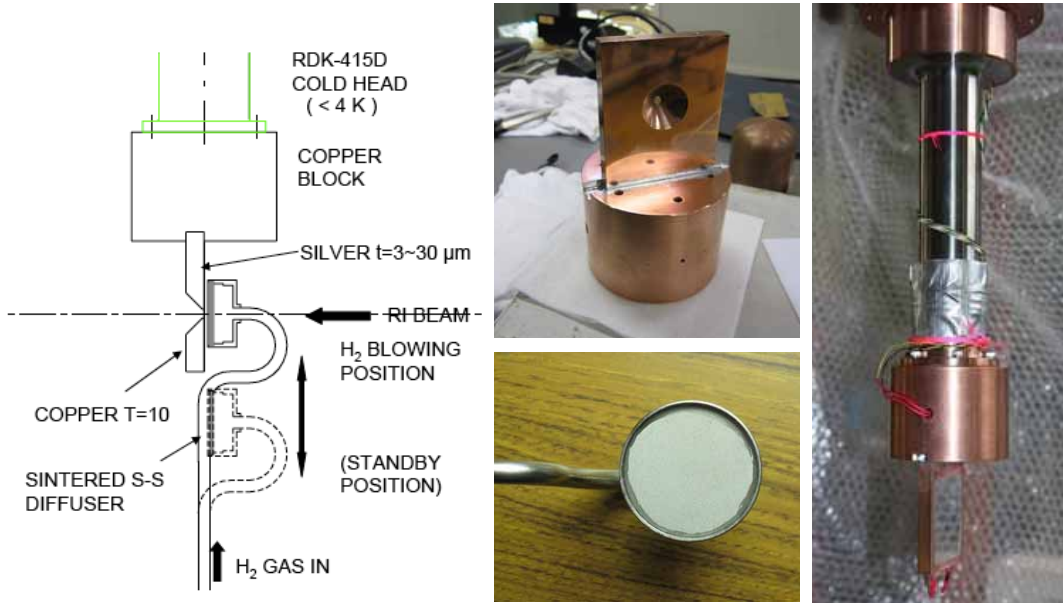 RDK-415D
COLD HEAD
( < 4 K )
COPPER
BLOCK
SILVER t=3~30 μm
RI BEAM
H₂ BLOWING
POSITION
COPPER T=10
SINTERED S-S
DIFFUSER
(STANDBY
POSITION)
H₂ GAS IN